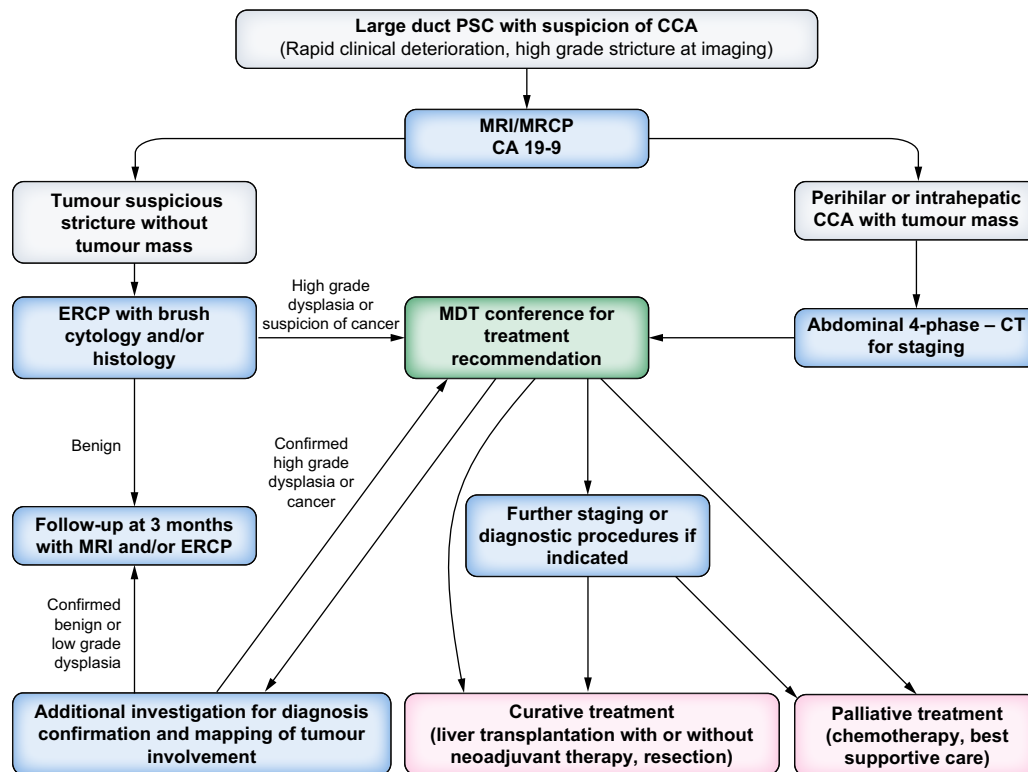 Large duct PSC with suspicion of CCA
(Rapid clinical deterioration, high grade stricture at imaging)
MRI/MRCP
CA 19-9
Tumour suspicious
stricture without
tumour mass
Perihilar or intrahepatic
CCA with tumour mass
ERCP with brush
cytology and/or
histology
High grade
dysplasia or
suspicion of cancer
MDT conference for
treatment
recommendation
Abdominal 4-phase – CT
for staging
Benign
Confirmed
high grade
dysplasia or
cancer
Follow-up at 3 months
with MRI and/or ERCP
Further staging or
diagnostic procedures if
indicated
Confirmed
benign or
low grade
dysplasia
Additional investigation for diagnosis
confirmation and mapping of tumour
involvement
Curative treatment
(liver transplantation with or without
neoadjuvant therapy, resection)
Palliative treatment
(chemotherapy, best
supportive care)